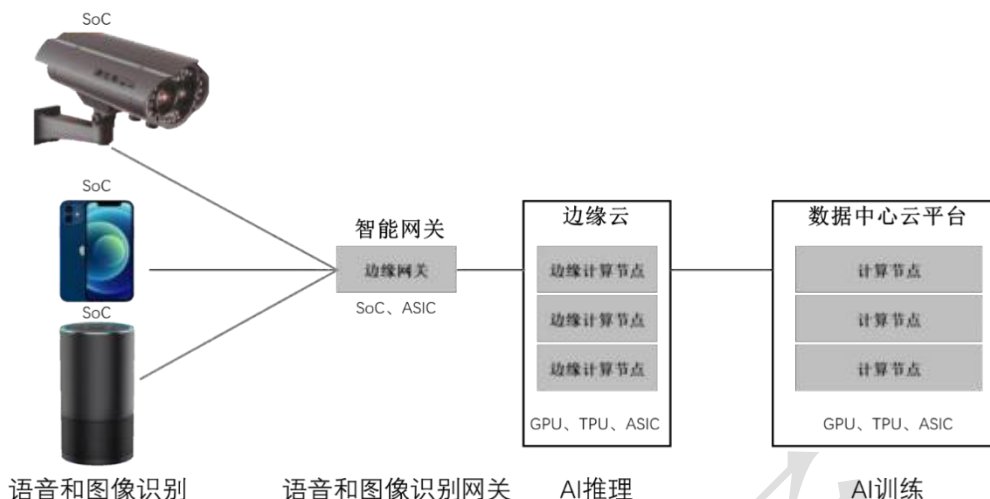 SoC
SoC
SoC
智能网关
边缘网关
SoC、ASIC
边缘云
边缘计算节点
边缘计算节点
边缘计算节点
GPU、TPU、ASIC
数据中心云平台
计算节点
计算节点
计算节点
GPU、TPU、ASIC
语音和图像识别
语音和图像识别网关
AI推理
AI训练